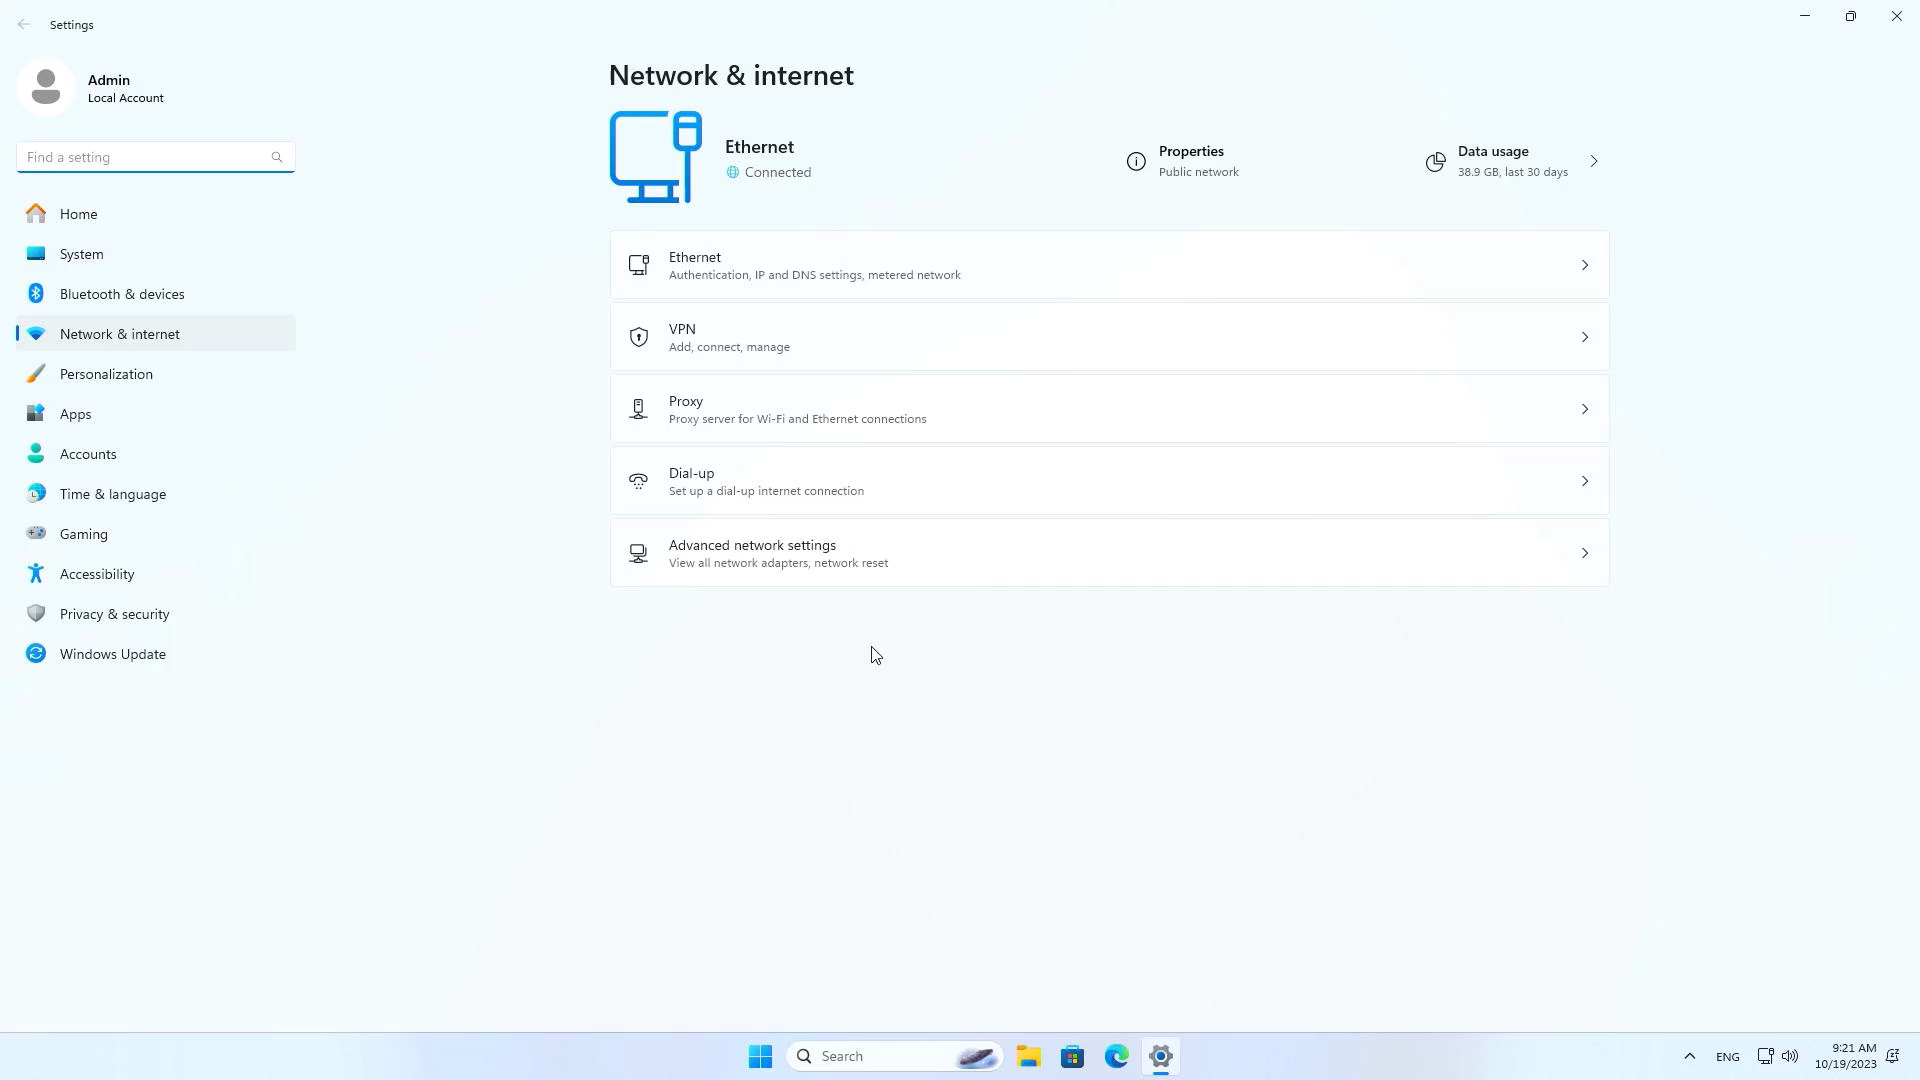 Settings
Admin
Local Account
Find a setting
Home
System
Bluetooth & devices
Network & internet
Personalization
Apps
Accounts
Time & language
Gaming
Accessibility
Privacy & security
Windows Update
Network & internet
Ethernet
Connected
Properties
Public network
Data usage
38.9 GB, last 30 days
Ethernet
Authentication, IP and DNS settings, metered network
VPN
Add, connect, manage
Proxy
Proxy server for Wi-Fi and Ethernet connections
Dial-up
Set up a dial-up internet connection
Advanced network settings
View all network adapters, network reset
Search
ENG
9:21 AM
10/19/2023